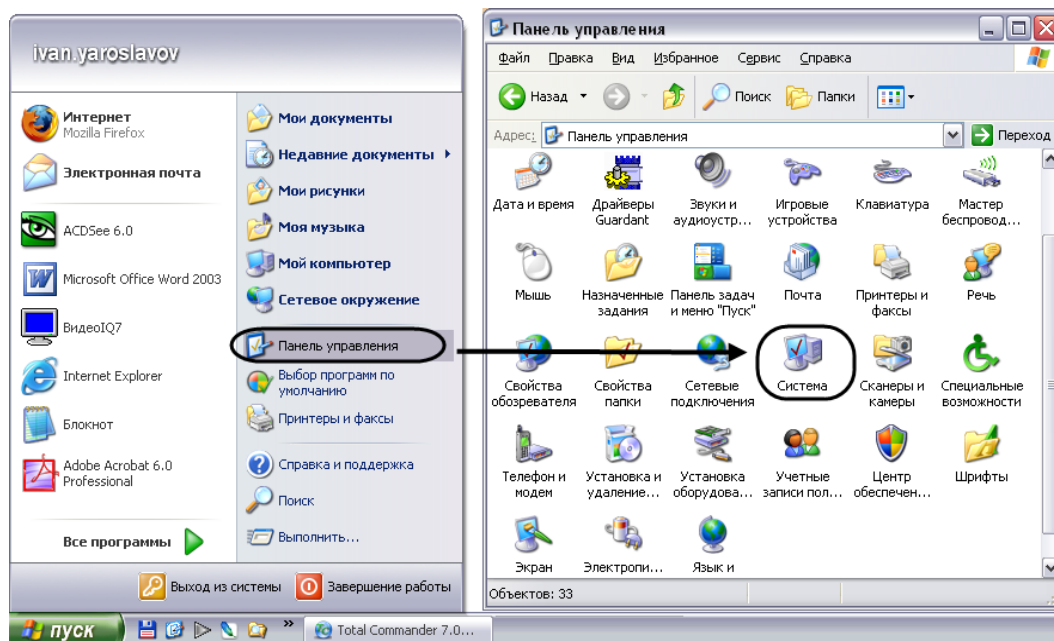 ivan.yaroslavov
Интернет
Mozilla Firefox
Электронная почта
ACDSee 6.0
Microsoft Office Word 2003
ВидеоIQ7
Internet Explorer
Блокнот
Adobe Acrobat 6.0
Professional
Все программы
Мои документы
Недавние документы
Мои рисунки
Моя музыка
Мой компьютер
Сетевое окружение
Панель управления
Выбор программ по
умолчанию
Принтеры и факсы
Справка и поддержка
Поиск
Выполнить...
Выход из системы Завершение работы
пуск
Total Commander 7.0...
Панель управления
Файл Правка Вид Избранное Сервис Справка
Назад Поиск Папки
Адрес: Панель управления Переход
Дата и время
Драйверы
Guardant
Звуки и
аудиоустр...
Игровые
устройства
Клавиатура
Мастер
беспровод...
Мышь
Назначенные
задания
Панель задач
и меню "Пуск"
Почта
Принтеры и
факсы
Речь
Свойства
обозревателя
Свойства
папки
Сетевые
подключения
Система
Сканеры и
камеры
Специальные
возможности
Телефон и
модем
Установка и
удаление...
Установка
оборудова...
Учетные
записи пол...
Центр
обеспечен...
Шрифты
Экран
Электропи...
Язык и
Объектов: 33